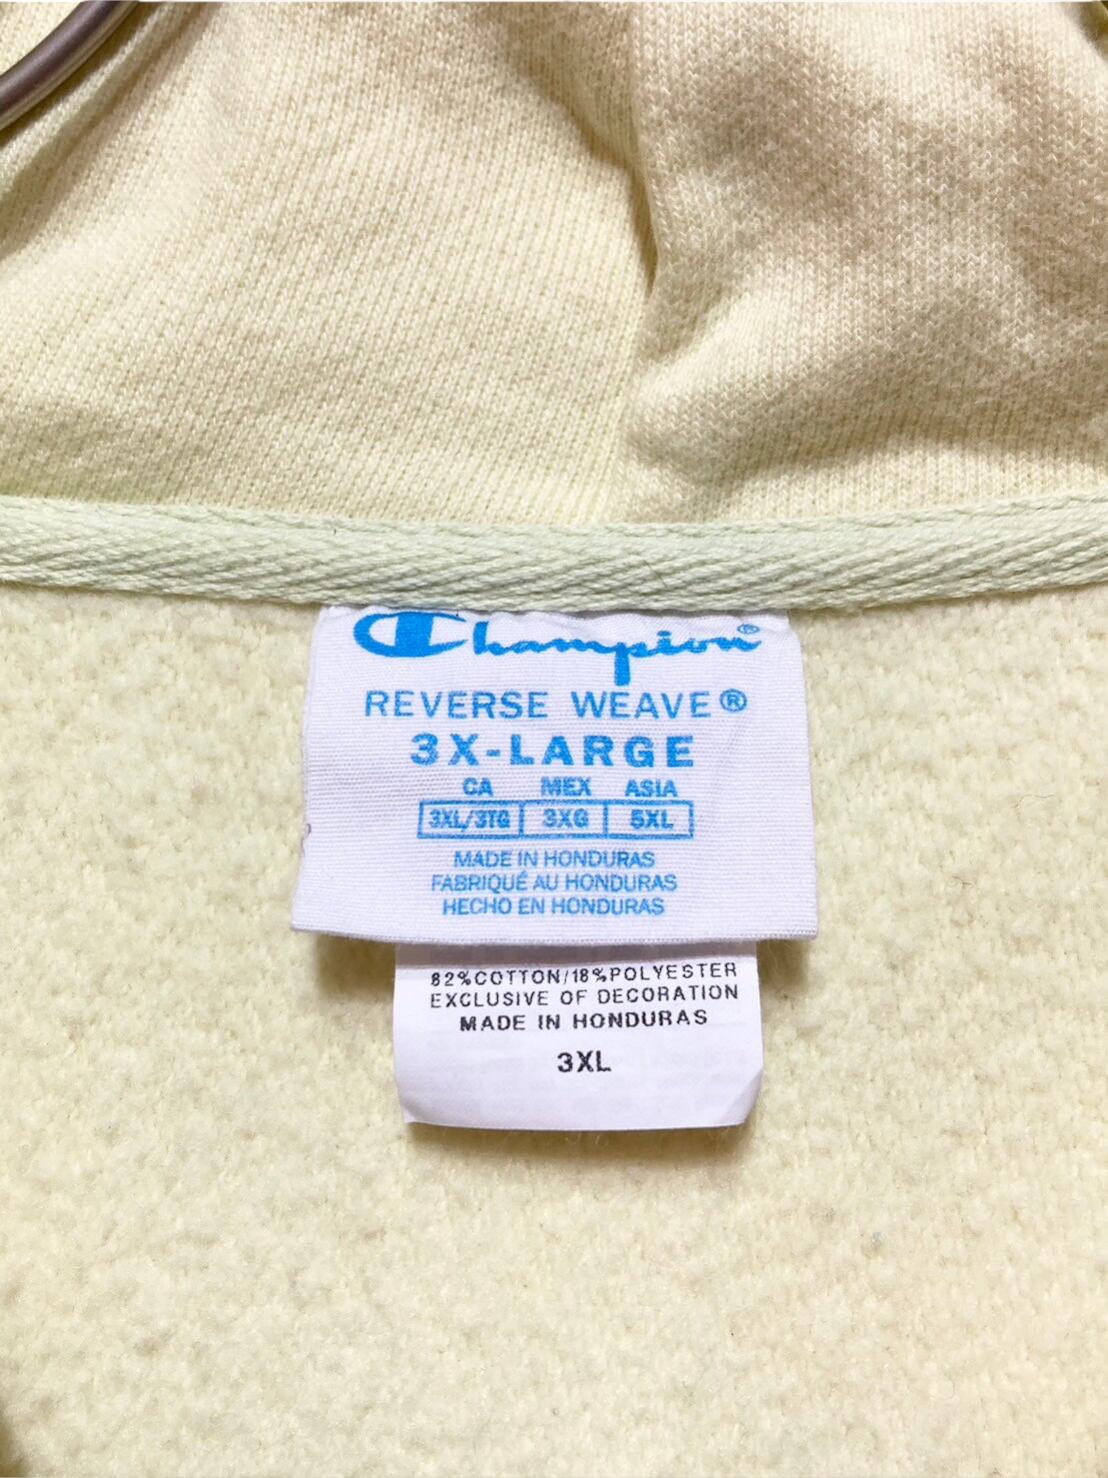 Champion®
REVERSE WEAVE®
3X-LARGE
CA MEX ASIA
3XL/3TG 3XG 5XL
MADE IN HONDURAS
FABRIQUÉ AU HONDURAS
HECHO EN HONDURAS
82%COTTON/18%POLYESTER
EXCLUSIVE OF DECORATION
MADE IN HONDURAS
3XL